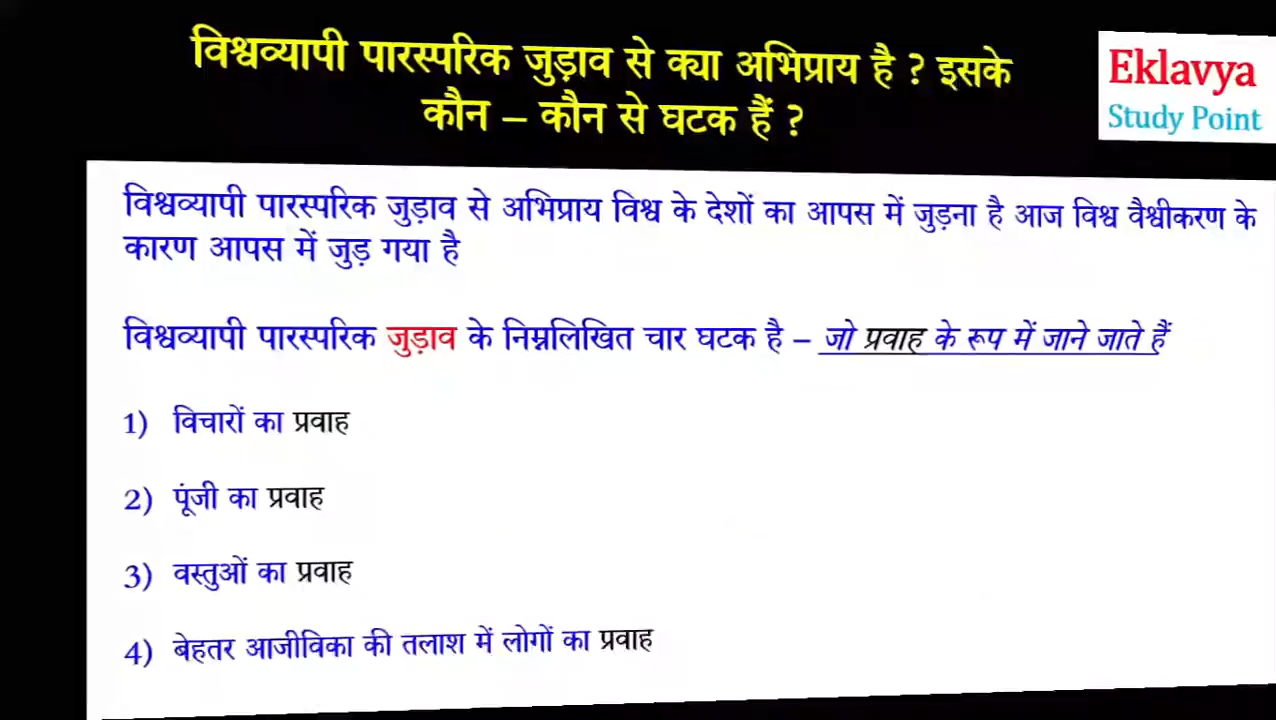 विश्वव्यापी पारस्परिक जुड़ाव से क्या अभिप्राय है ? इसके
कौन – कौन से घटक हैं ?
Eklavya
Study Point
विश्वव्यापी पारस्परिक जुड़ाव से अभिप्राय विश्व के देशों का आपस में जुड़ना है आज विश्व वैश्वीकरण के
कारण आपस में जुड़ गया है
विश्वव्यापी पारस्परिक जुड़ाव के निम्नलिखित चार घटक है – जो प्रवाह के रूप में जाने जाते हैं
1) विचारों का प्रवाह
2) पूंजी का प्रवाह
3) वस्तुओं का प्रवाह
4) बेहतर आजीविका की तलाश में लोगों का प्रवाह